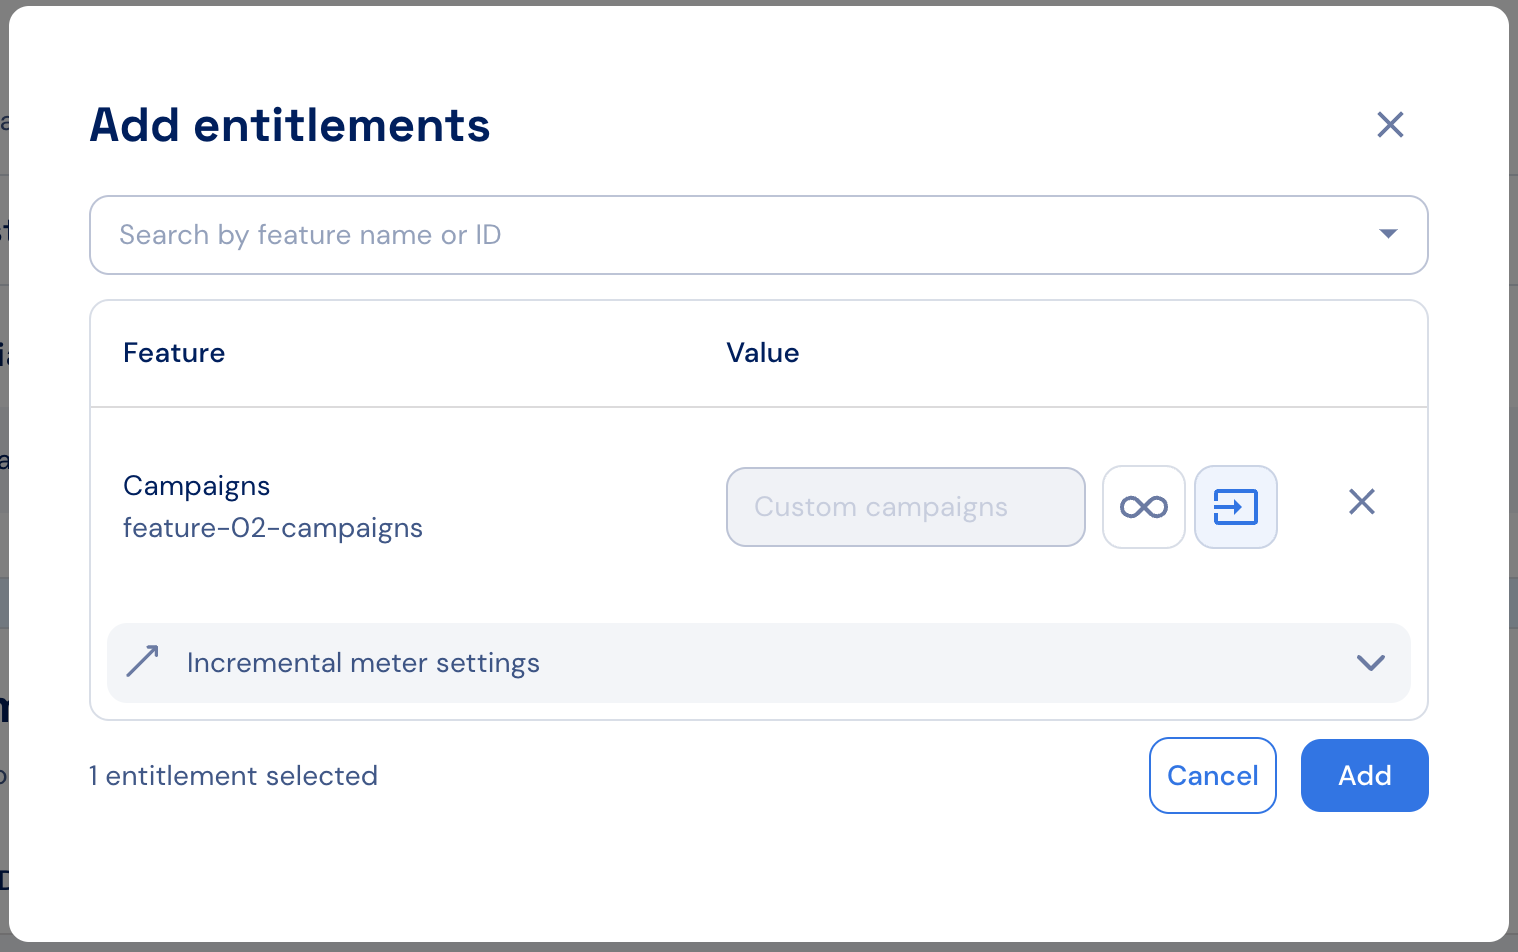 Add entitlements
Search by feature name or ID
Feature
Value
Campaigns
feature-02-campaigns
Custom campaigns
Incremental meter settings
1 entitlement selected
Cancel
Add